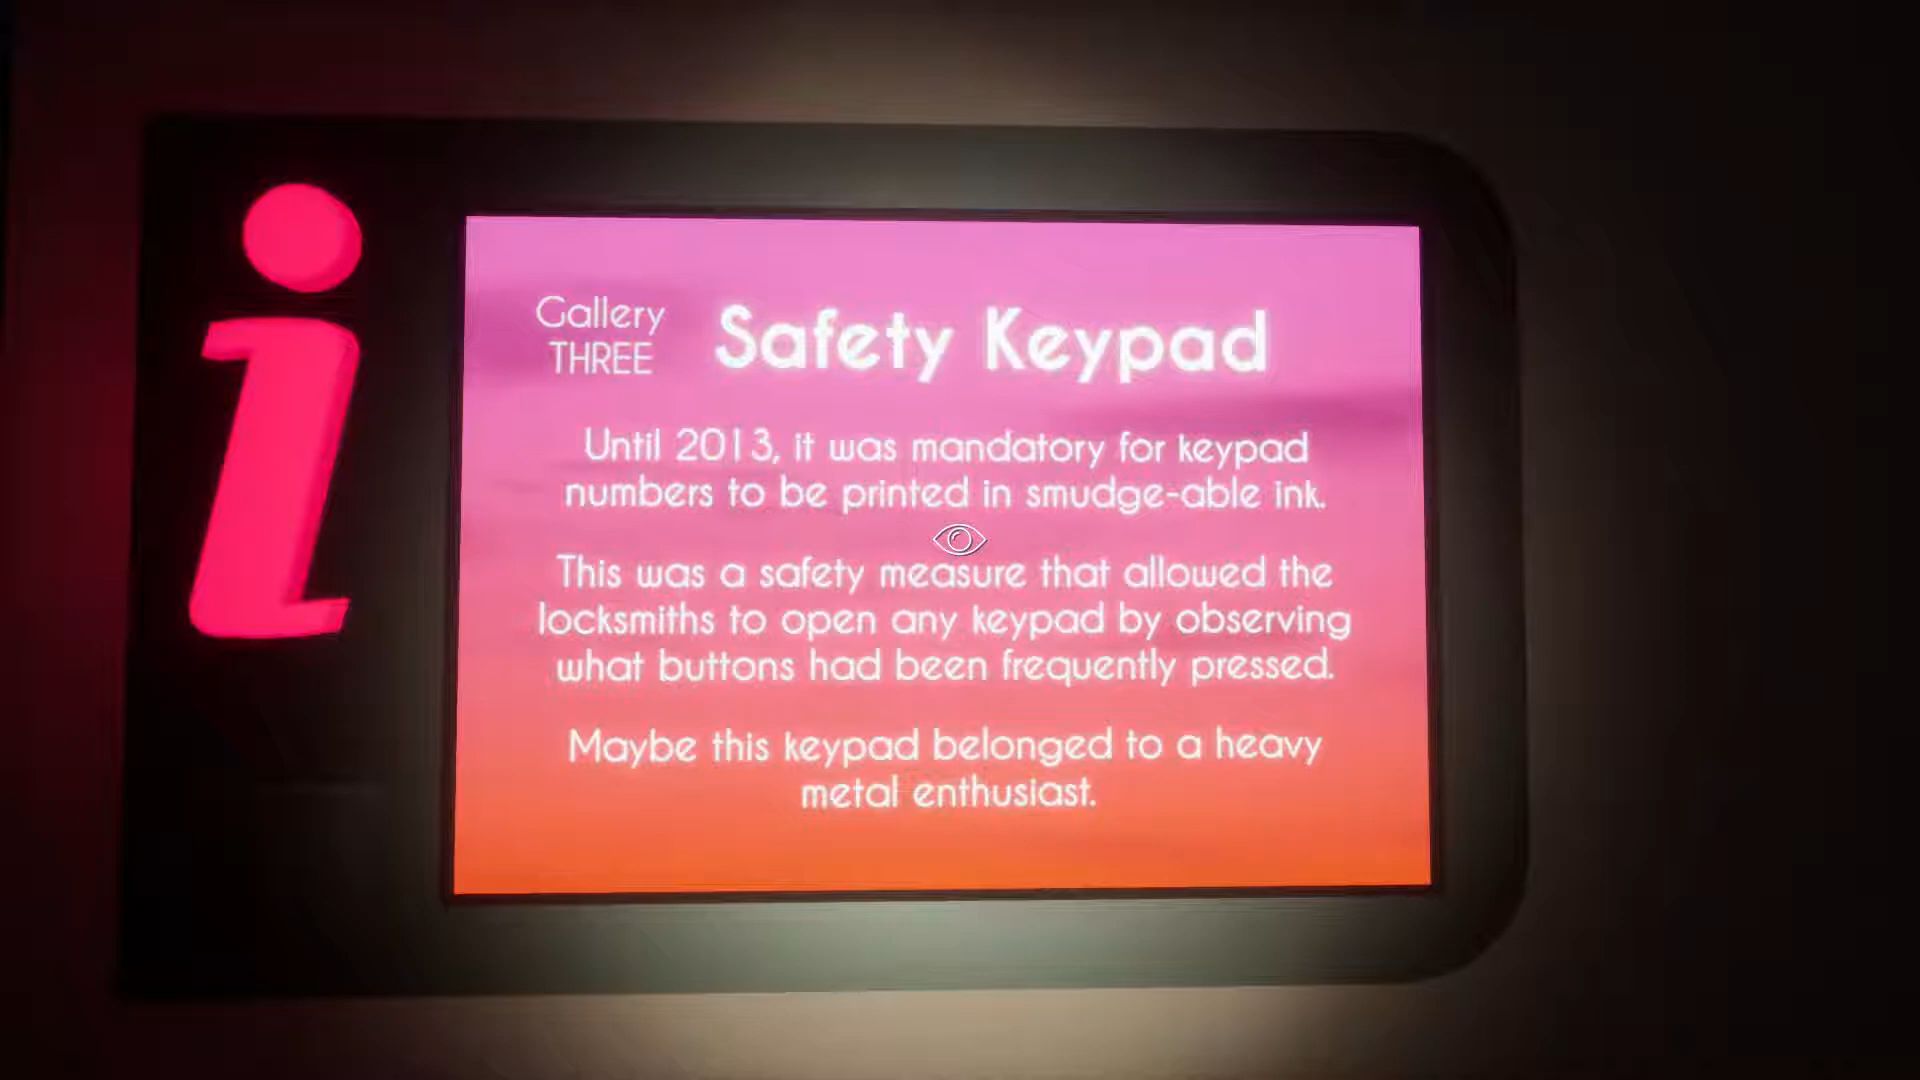 i
Gallery
THREE
Safety Keypad
Until 2013, it was mandatory for keypad
numbers to be printed in smudge-able ink.
This was a safety measure that allowed the
locksmiths to open any keypad by observing
what buttons had been frequently pressed.
Maybe this keypad belonged to a heavy
metal enthusiast.